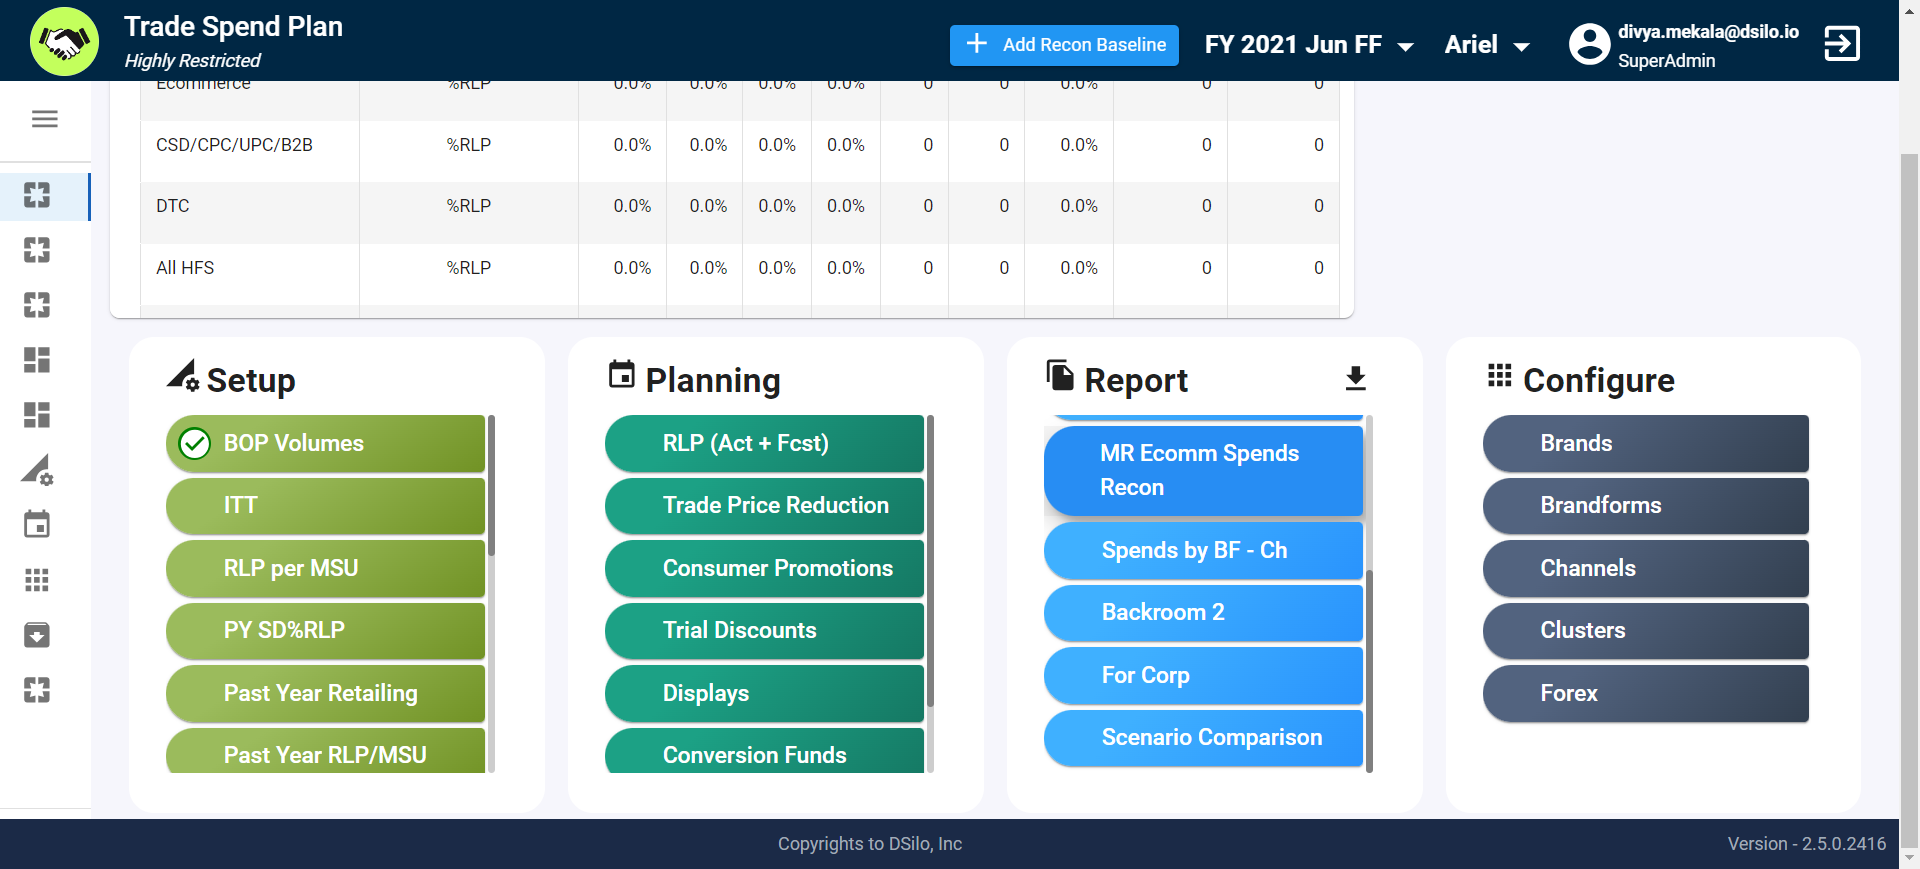 Trade Spend Plan
Highly Restricted
Add Recon Baseline
FY 2021 Jun FF
Ariel
divya.mekala@dsilo.io
SuperAdmin
Ecommerce %RLP 0.0% 0.0% 0.0% 0.0% 0 0 0.0% 0 0
CSD/CPC/UPC/B2B %RLP 0.0% 0.0% 0.0% 0.0% 0 0 0.0% 0 0
DTC %RLP 0.0% 0.0% 0.0% 0.0% 0 0 0.0% 0 0
All HFS %RLP 0.0% 0.0% 0.0% 0.0% 0 0 0.0% 0 0
Setup
BOP Volumes
ITT
RLP per MSU
PY SD%RLP
Past Year Retailing
Past Year RLP/MSU
Planning
RLP (Act + Fcst)
Trade Price Reduction
Consumer Promotions
Trial Discounts
Displays
Conversion Funds
Report
MR Ecomm Spends
Recon
Spends by BF - Ch
Backroom 2
For Corp
Scenario Comparison
Configure
Brands
Brandforms
Channels
Clusters
Forex
Copyrights to DSilo, Inc
Version - 2.5.0.2416